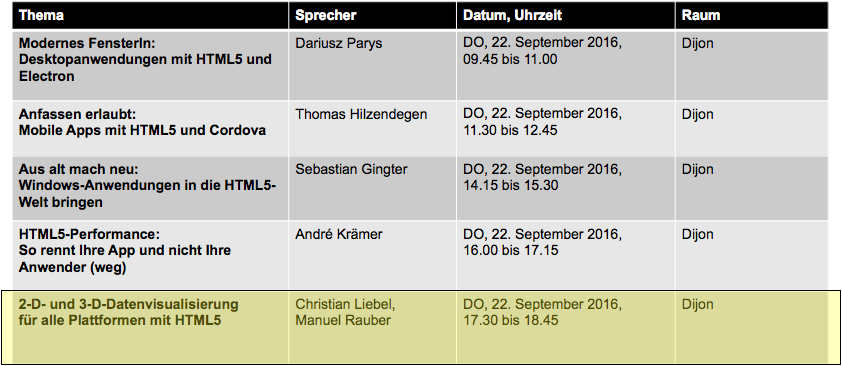 Thema Sprecher Datum, Uhrzeit Raum
Modernes FensterIn: Dariusz Parys DO, 22. September 2016, Dijon
Desktopanwendungen mit HTML5 und 09.45 bis 11.00
Electron
Anfassen erlaubt: Thomas Hilzendegen DO, 22. September 2016, Dijon
Mobile Apps mit HTML5 und Cordova 11.30 bis 12.45
Aus alt mach neu: Sebastian Gingter DO, 22. September 2016, Dijon
Windows-Anwendungen in die HTML5- 14.15 bis 15.30
Welt bringen
HTML5-Performance: André Krämer DO, 22. September 2016, Dijon
So rennt Ihre App und nicht Ihre 16.00 bis 17.15
Anwender (weg)
2-D- und 3-D-Datenvisualisierung Christian Liebel, DO, 22. September 2016, Dijon
für alle Plattformen mit HTML5 Manuel Rauber 17.30 bis 18.45